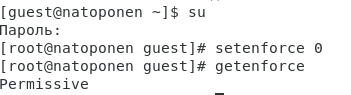 [guest@natoponen ~]$ su
Пароль:
[root@natoponen guest]# setenforce 0
[root@natoponen guest]# getenforce
Permissive